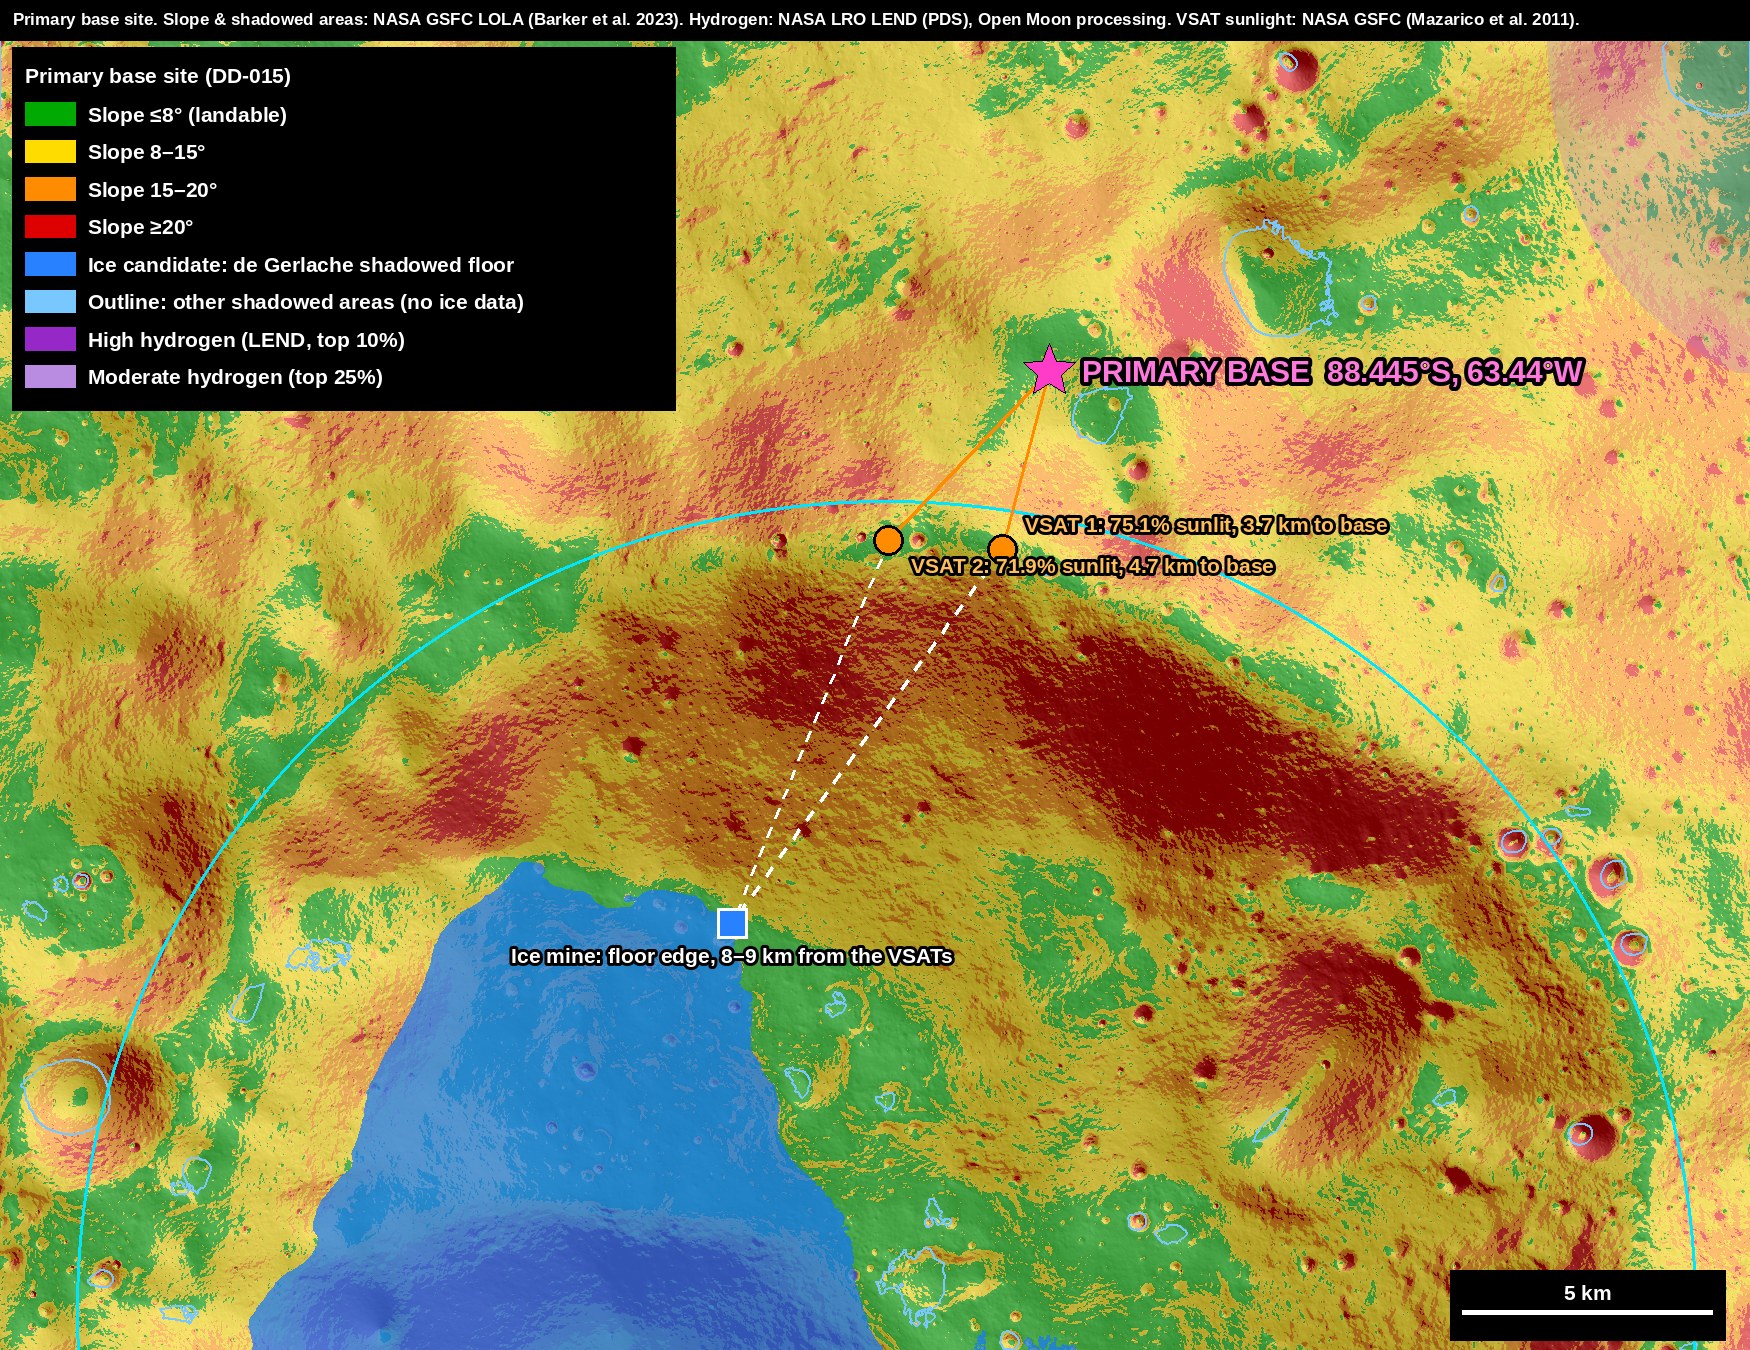 Primary base site. Slope & shadowed areas: NASA GSFC LOLA (Barker et al. 2023). Hydrogen: NASA LRO LEND (PDS), Open Moon processing. VSAT sunlight: NASA GSFC (Mazarico et al. 2011).
Primary base site (DD-015)
Slope ≤8° (landable)
Slope 8–15°
Slope 15–20°
Slope ≥20°
Ice candidate: de Gerlache shadowed floor
Outline: other shadowed areas (no ice data)
High hydrogen (LEND, top 10%)
Moderate hydrogen (top 25%)
PRIMARY BASE 88.445°S, 63.44°W
VSAT 1: 75.1% sunlit, 3.7 km to base
VSAT 2: 71.9% sunlit, 4.7 km to base
Ice mine: floor edge, 8–9 km from the VSATs
5 km